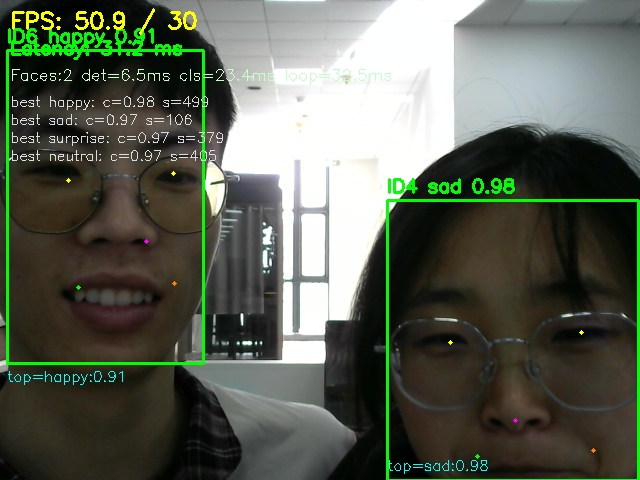 FPS: 50.9 / 30
ID6 happy 0.91
Latency: 31.2 ms
Faces:2 det=6.5ms cls=23.4ms loop=33.5ms
best happy: c=0.98 s=499
best sad: c=0.97 s=106
best surprise: c=0.97 s=379
best neutral: c=0.97 s=405
ID4 sad 0.98
top=happy:0.91
top=sad:0.98